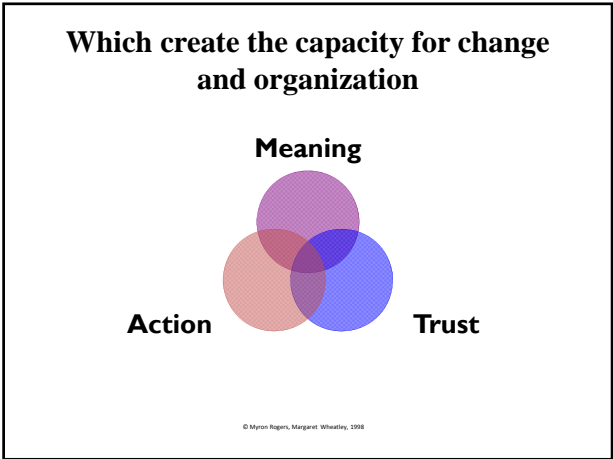 Which create the capacity for change
and organization
Meaning
Action
Trust
© Myron Rogers, Margaret Wheatley, 1998